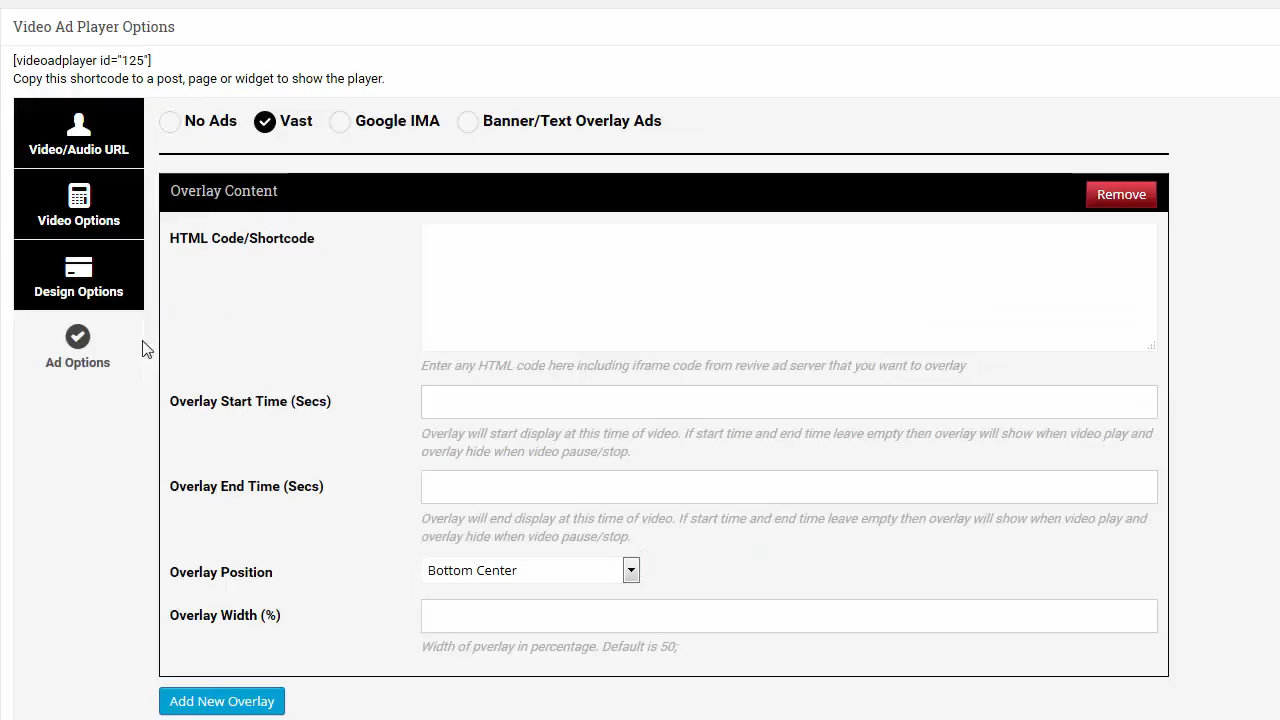 Video Ad Player Options
[videoadplayer id="125"]
Copy this shortcode to a post, page or widget to show the player.
Video/Audio URL
Video Options
Design Options
Ad Options
No Ads
Vast
Google IMA
Banner/Text Overlay Ads
Overlay Content
Remove
HTML Code/Shortcode
Enter any HTML code here including iframe code from revive ad server that you want to overlay
Overlay Start Time (Secs)
Overlay will start display at this time of video. If start time and end time leave empty then overlay will show when video play and
overlay hide when video pause/stop.
Overlay End Time (Secs)
Overlay will end display at this time of video. If start time and end time leave empty then overlay will show when video play and
overlay hide when video pause/stop.
Overlay Position
Bottom Center
Overlay Width (%)
Width of pverlay in percentage. Default is 50;
Add New Overlay